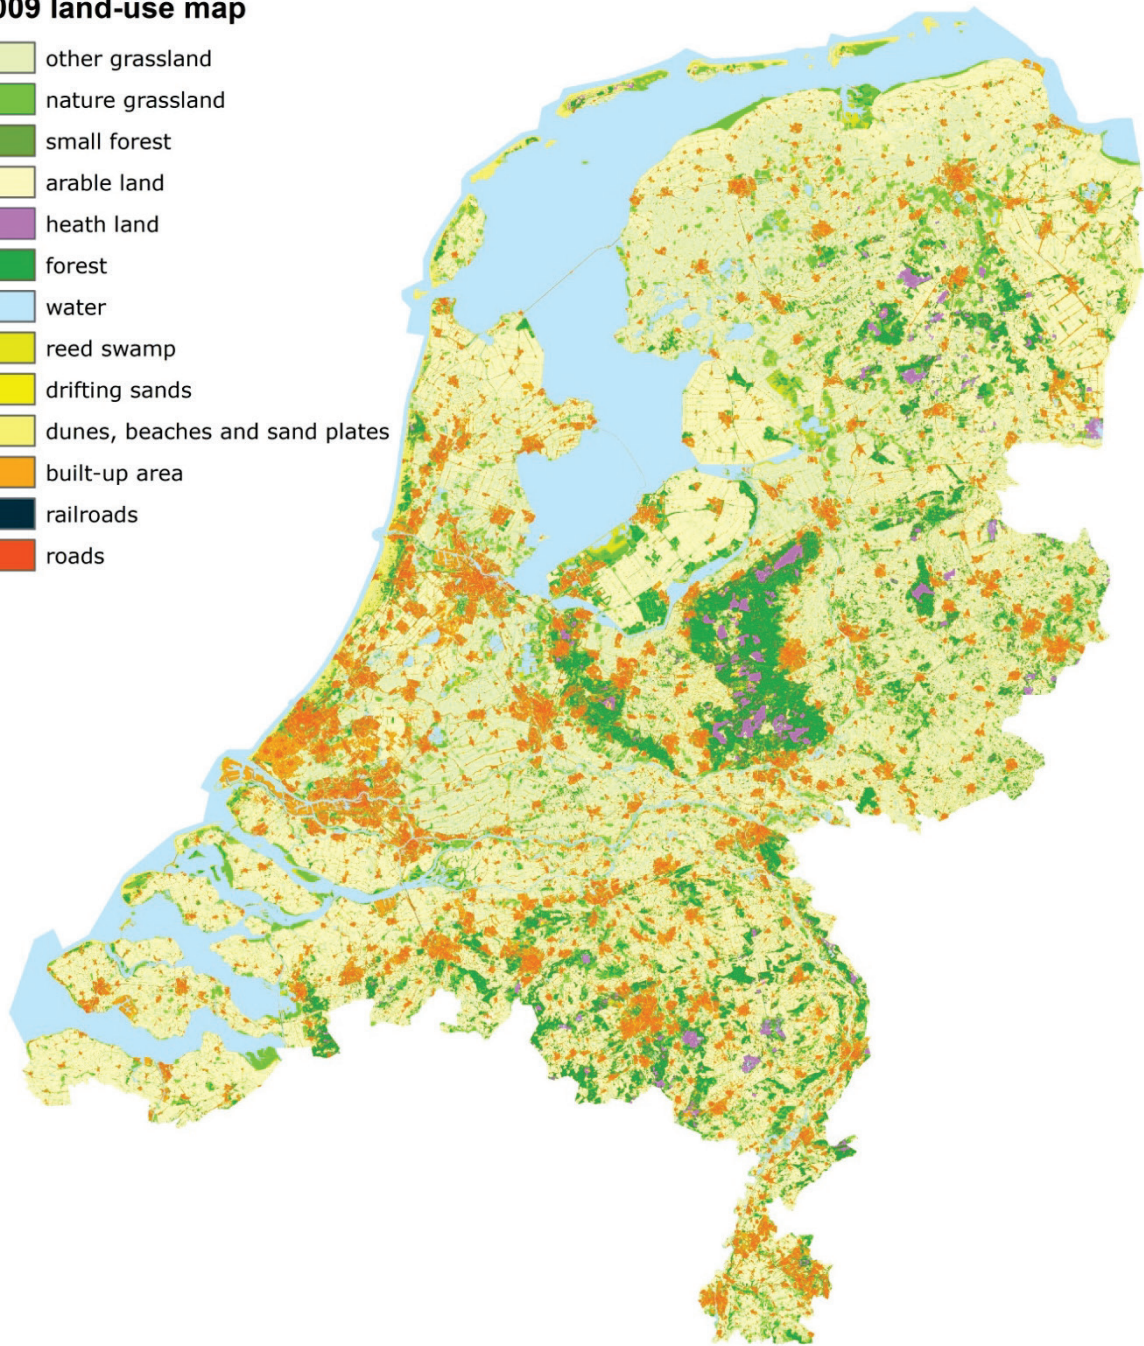 009 land-use map
other grassland
nature grassland
small forest
arable land
heath land
forest
water
reed swamp
drifting sands
dunes, beaches and sand plates
built-up area
railroads
roads